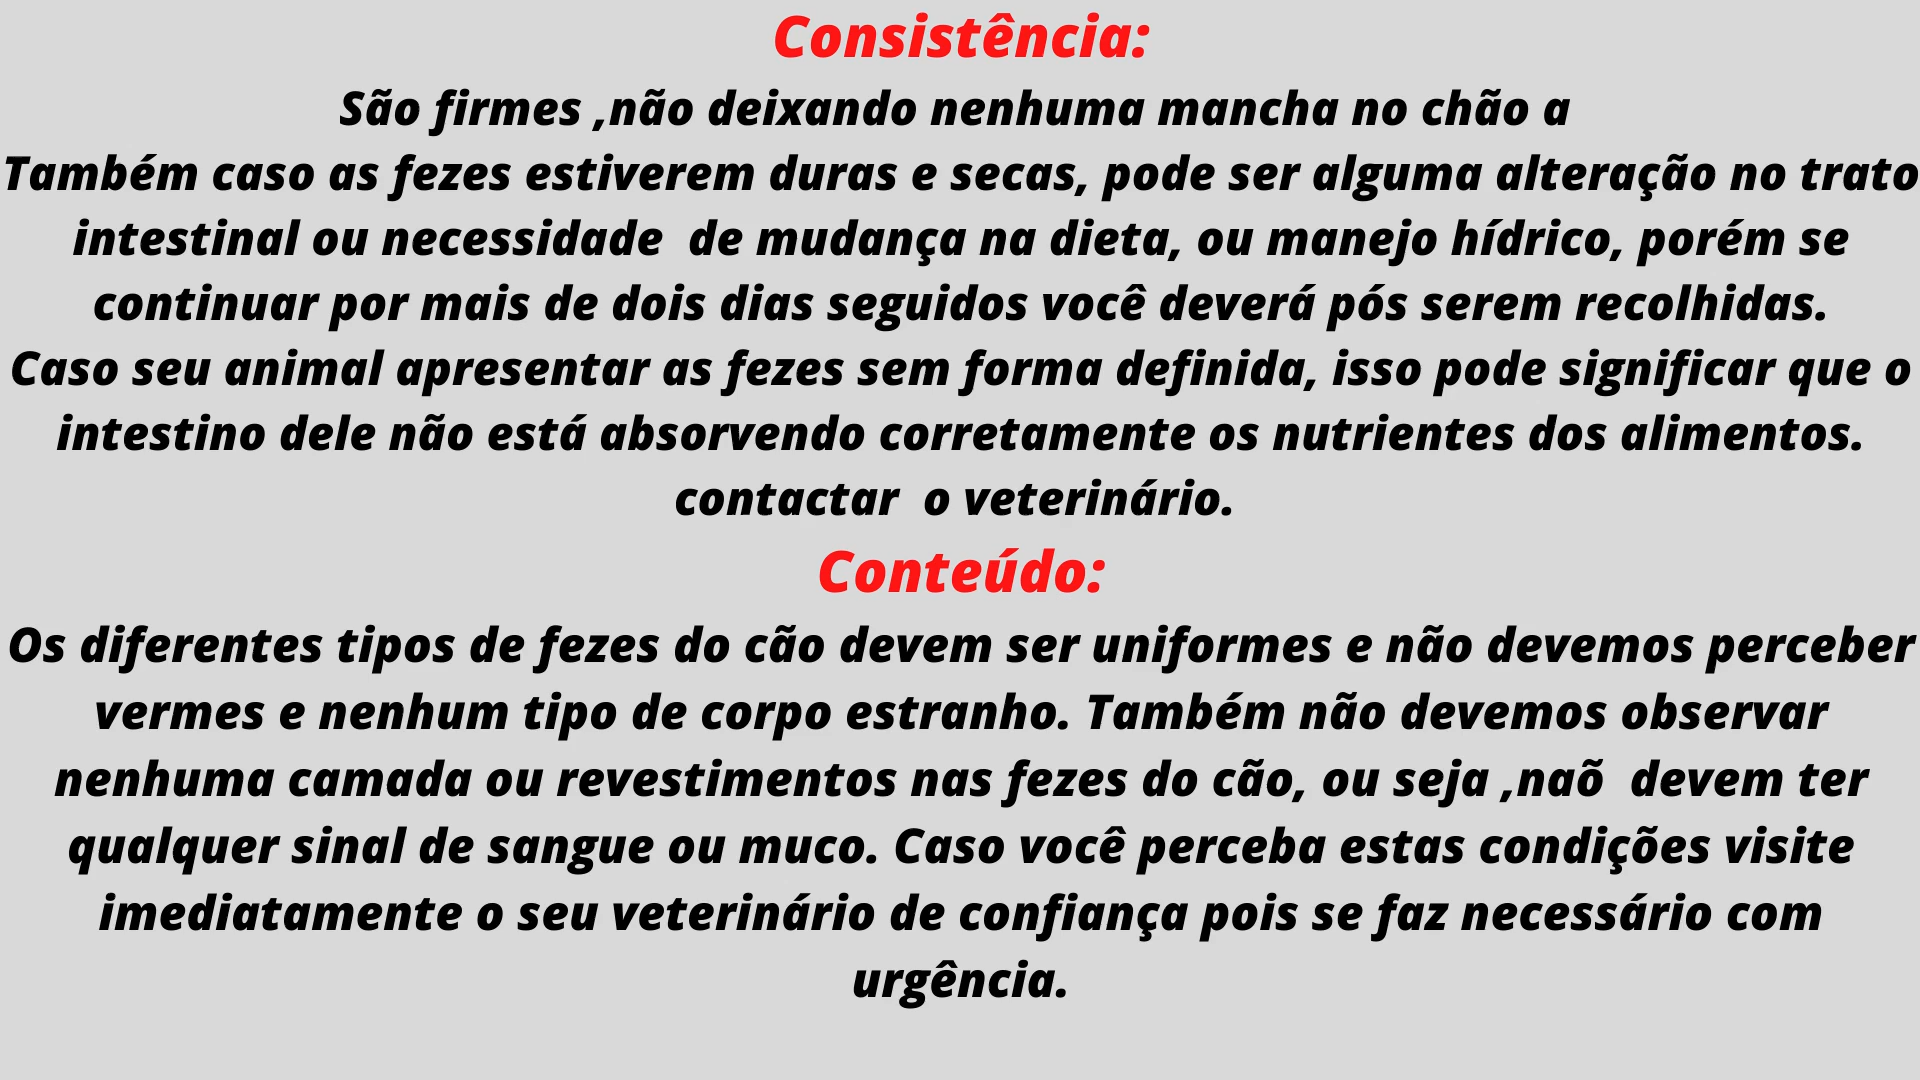 Consistência:
São firmes ,não deixando nenhuma mancha no chão a
Também caso as fezes estiverem duras e secas, pode ser alguma alteração no trato
intestinal ou necessidade  de mudança na dieta, ou manejo hídrico, porém se
continuar por mais de dois dias seguidos você deverá pós serem recolhidas.
Caso seu animal apresentar as fezes sem forma definida, isso pode significar que o
intestino dele não está absorvendo corretamente os nutrientes dos alimentos.
contactar  o veterinário.
Conteúdo:
Os diferentes tipos de fezes do cão devem ser uniformes e não devemos perceber
vermes e nenhum tipo de corpo estranho. Também não devemos observar
nenhuma camada ou revestimentos nas fezes do cão, ou seja ,naõ  devem ter
qualquer sinal de sangue ou muco. Caso você perceba estas condições visite
imediatamente o seu veterinário de confiança pois se faz necessário com
urgência.